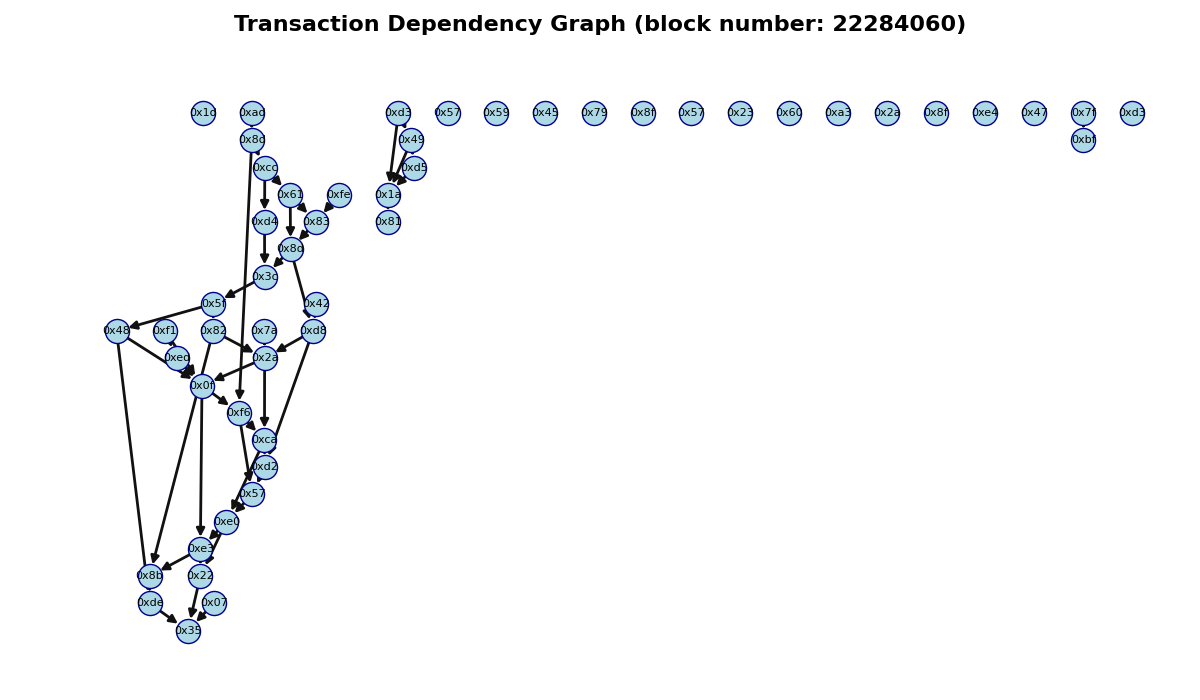 Transaction Dependency Graph (block number: 22284060)
0x1c 0xad 0xd3 0x57 0x59 0x45 0x79 0x8f 0x57 0x23 0x60 0xa3 0x2a 0x8f 0xe4 0x47 0x7f 0xd3
0x8d 0x49 0xbf
0xcc 0xd5
0x61 0xfe 0x1a
0xd4 0x83 0x81
0x8d
0x3c
0x5f 0x42
0x48 0xf1 0x82 0x7a 0xd8
0xed 0x2a
0x0f
0xf6
0xca
0xd2
0x57
0xe0
0xe3
0x8b 0x22
0xde 0x07
0x35